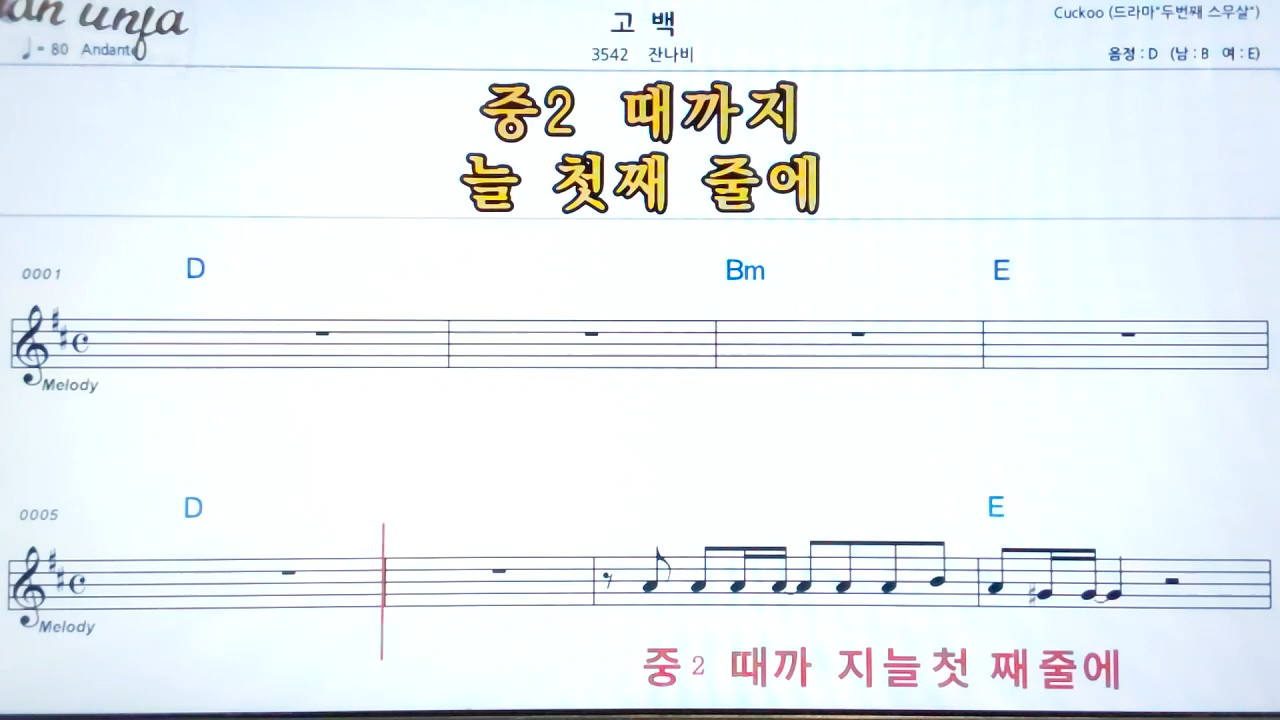 고 백
Cuckoo (드라마"두번째 스무살")
♩= 80 Andante
3542 잔나비
음정 : D (남 : B 여 : E)
중2 때까지
늘 첫째 줄에
0001 D Bm E
Melody
0005 D E
Melody
중 2 때까 지늘첫 째줄에